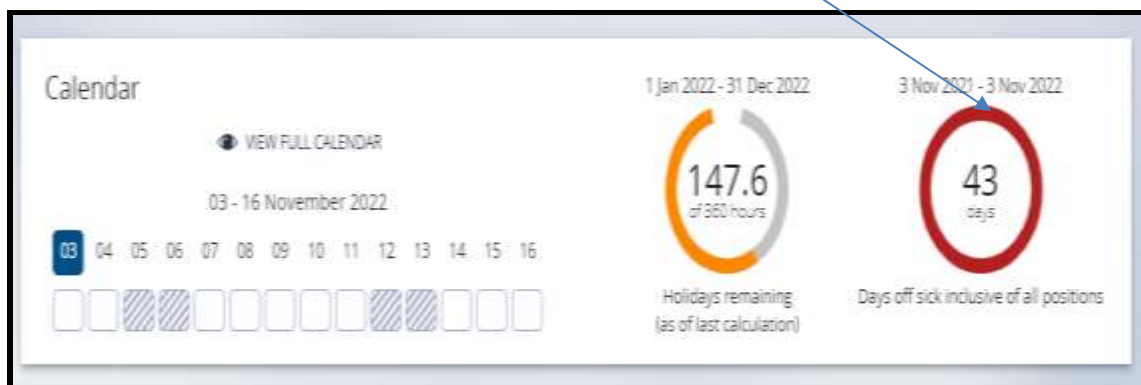 Calendar
VIEW FULL CALENDAR
03 - 16 November 2022
03 04 05 06 07 08 09 10 11 12 13 14 15 16
1 Jan 2022 - 31 Dec 2022
147.6
of 360 hours
Holidays remaining
(as of last calculation)
3 Nov 2021 - 3 Nov 2022
43
days
Days off sick inclusive of all positions